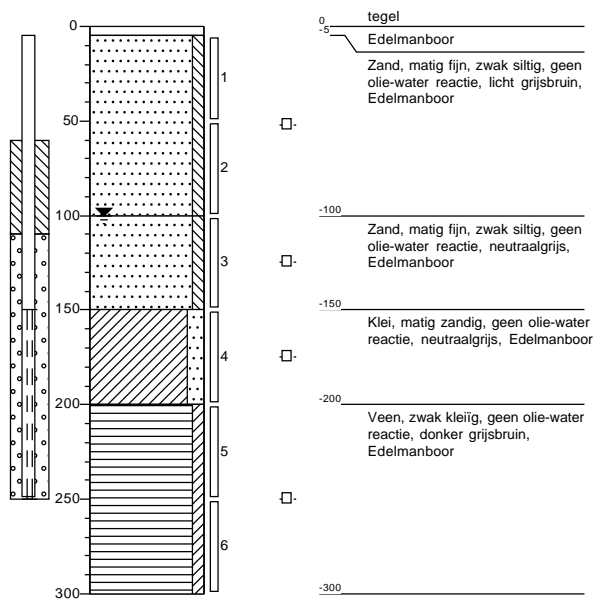 0
50
100
150
200
250
300
1
2
3
4
5
6
0
tegel
-5
Edelmanboor
Zand, matig fijn, zwak siltig, geen
olie-water reactie, licht grijsbruin,
Edelmanboor
-100
Zand, matig fijn, zwak siltig, geen
olie-water reactie, neutraalgrijs,
Edelmanboor
-150
Klei, matig zandig, geen olie-water
reactie, neutraalgrijs, Edelmanboor
-200
Veen, zwak kleiïg, geen olie-water
reactie, donker grijsbruin,
Edelmanboor
-300